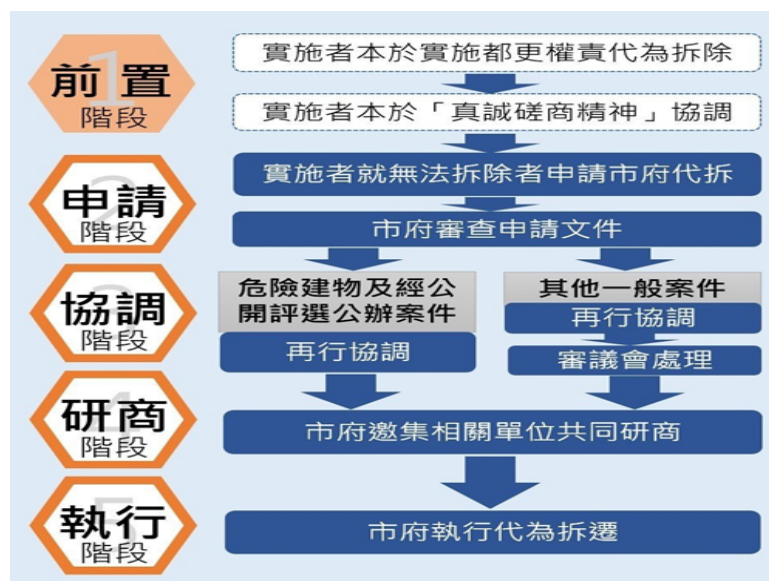 1
前置
階段
實施者本於實施都更權責代為拆除
實施者本於「真誠磋商精神」協調
2
申請
階段
實施者就無法拆除者申請市府代拆
市府審查申請文件
3
協調
階段
危險建物及經公
開評選公辦案件
再行協調
其他一般案件
再行協調
審議會處理
4
研商
階段
市府邀集相關單位共同研商
5
執行
階段
市府執行代為拆遷